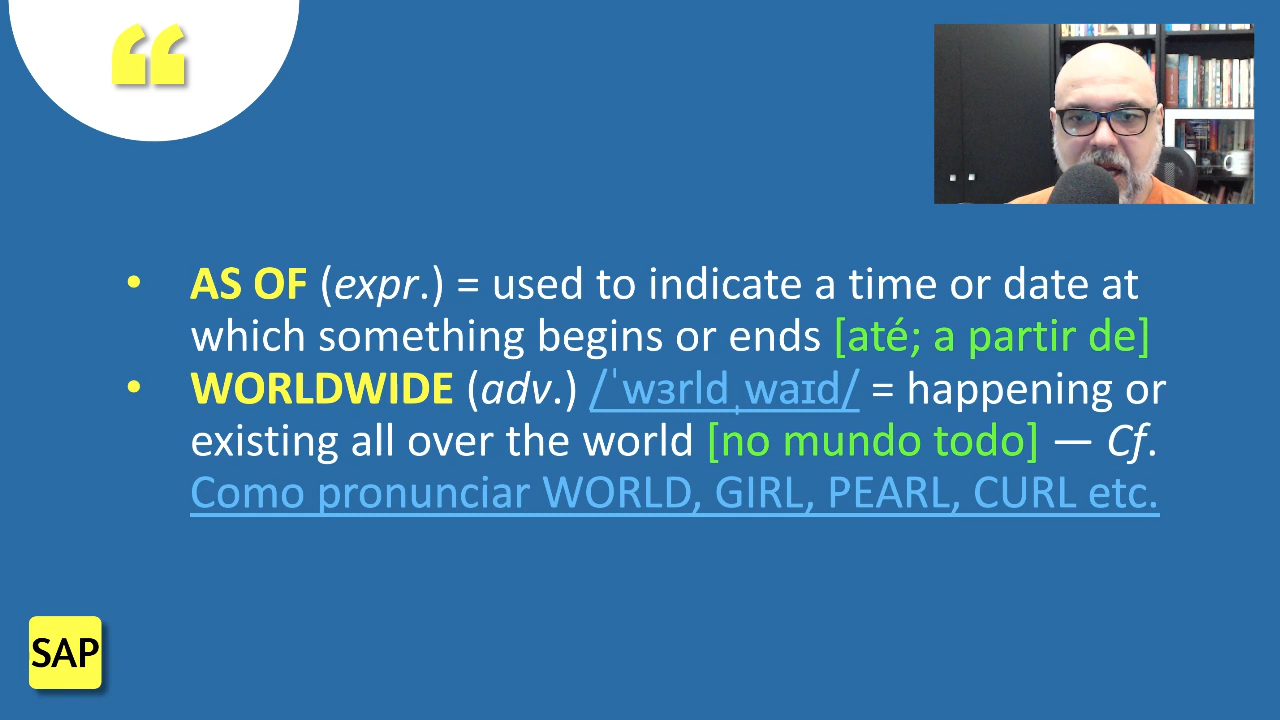 “
• AS OF (expr.) = used to indicate a time or date at
which something begins or ends [até; a partir de]
• WORLDWIDE (adv.) /ˈwɜrldˌwaɪd/ = happening or
existing all over the world [no mundo todo] — Cf.
Como pronunciar WORLD, GIRL, PEARL, CURL etc.
SAP